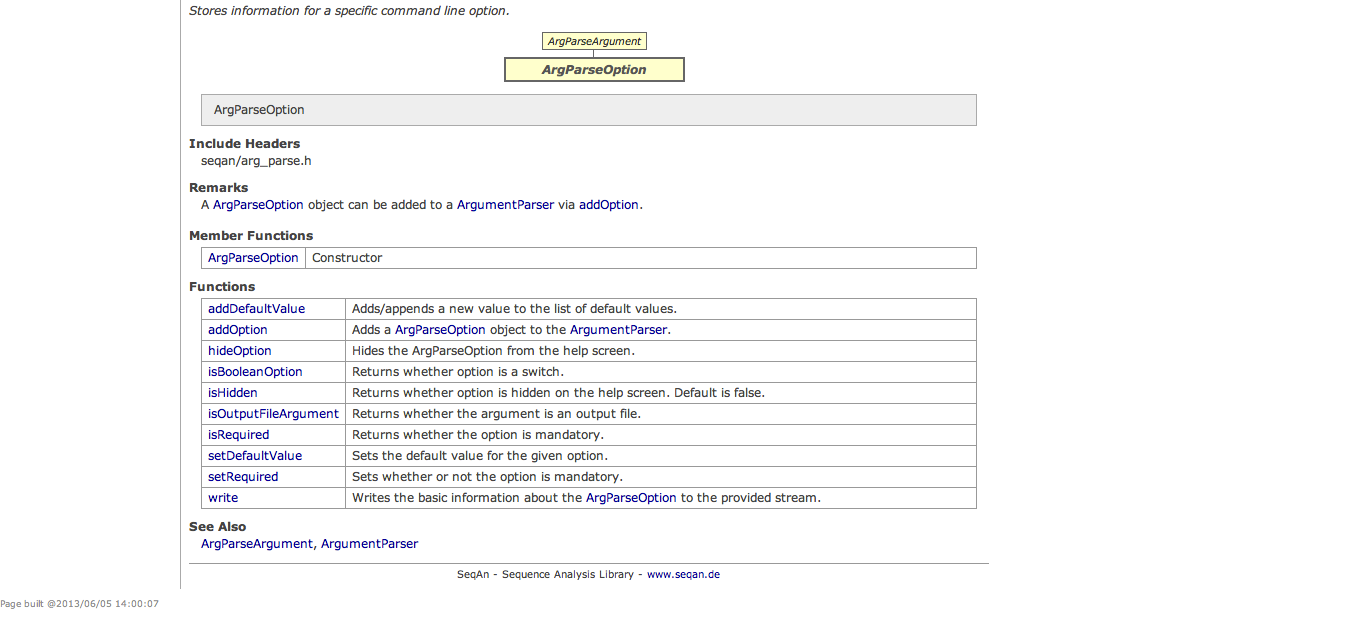 Stores information for a specific command line option.
ArgParseArgument
ArgParseOption
ArgParseOption
Include Headers
seqan/arg_parse.h
Remarks
A ArgParseOption object can be added to a ArgumentParser via addOption.
Member Functions
ArgParseOption Constructor
Functions
addDefaultValue Adds/appends a new value to the list of default values.
addOption Adds a ArgParseOption object to the ArgumentParser.
hideOption Hides the ArgParseOption from the help screen.
isBooleanOption Returns whether option is a switch.
isHidden Returns whether option is hidden on the help screen. Default is false.
isOutputFileArgument Returns whether the argument is an output file.
isRequired Returns whether the option is mandatory.
setDefaultValue Sets the default value for the given option.
setRequired Sets whether or not the option is mandatory.
write Writes the basic information about the ArgParseOption to the provided stream.
See Also
ArgParseArgument, ArgumentParser
SeqAn - Sequence Analysis Library - www.seqan.de
Page built @2013/06/05 14:00:07